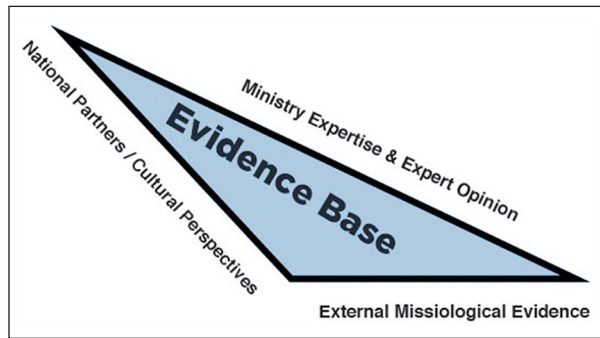 Ministry Expertise & Expert Opinion
National Partners / Cultural Perspectives
Evidence Base
External Missiological Evidence